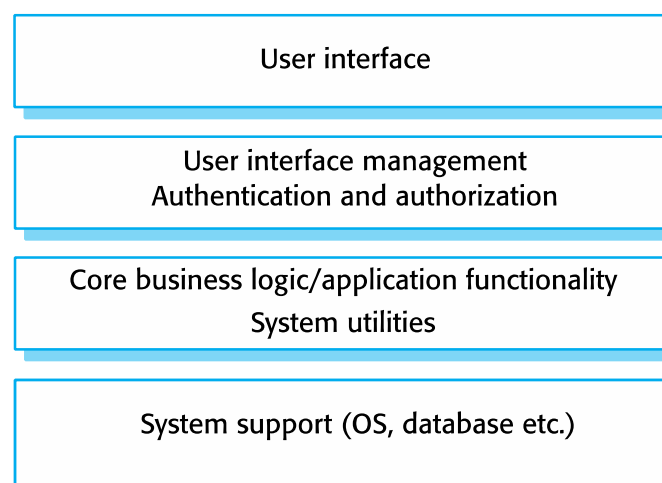 User interface
User interface management
Authentication and authorization
Core business logic/application functionality
System utilities
System support (OS, database etc.)